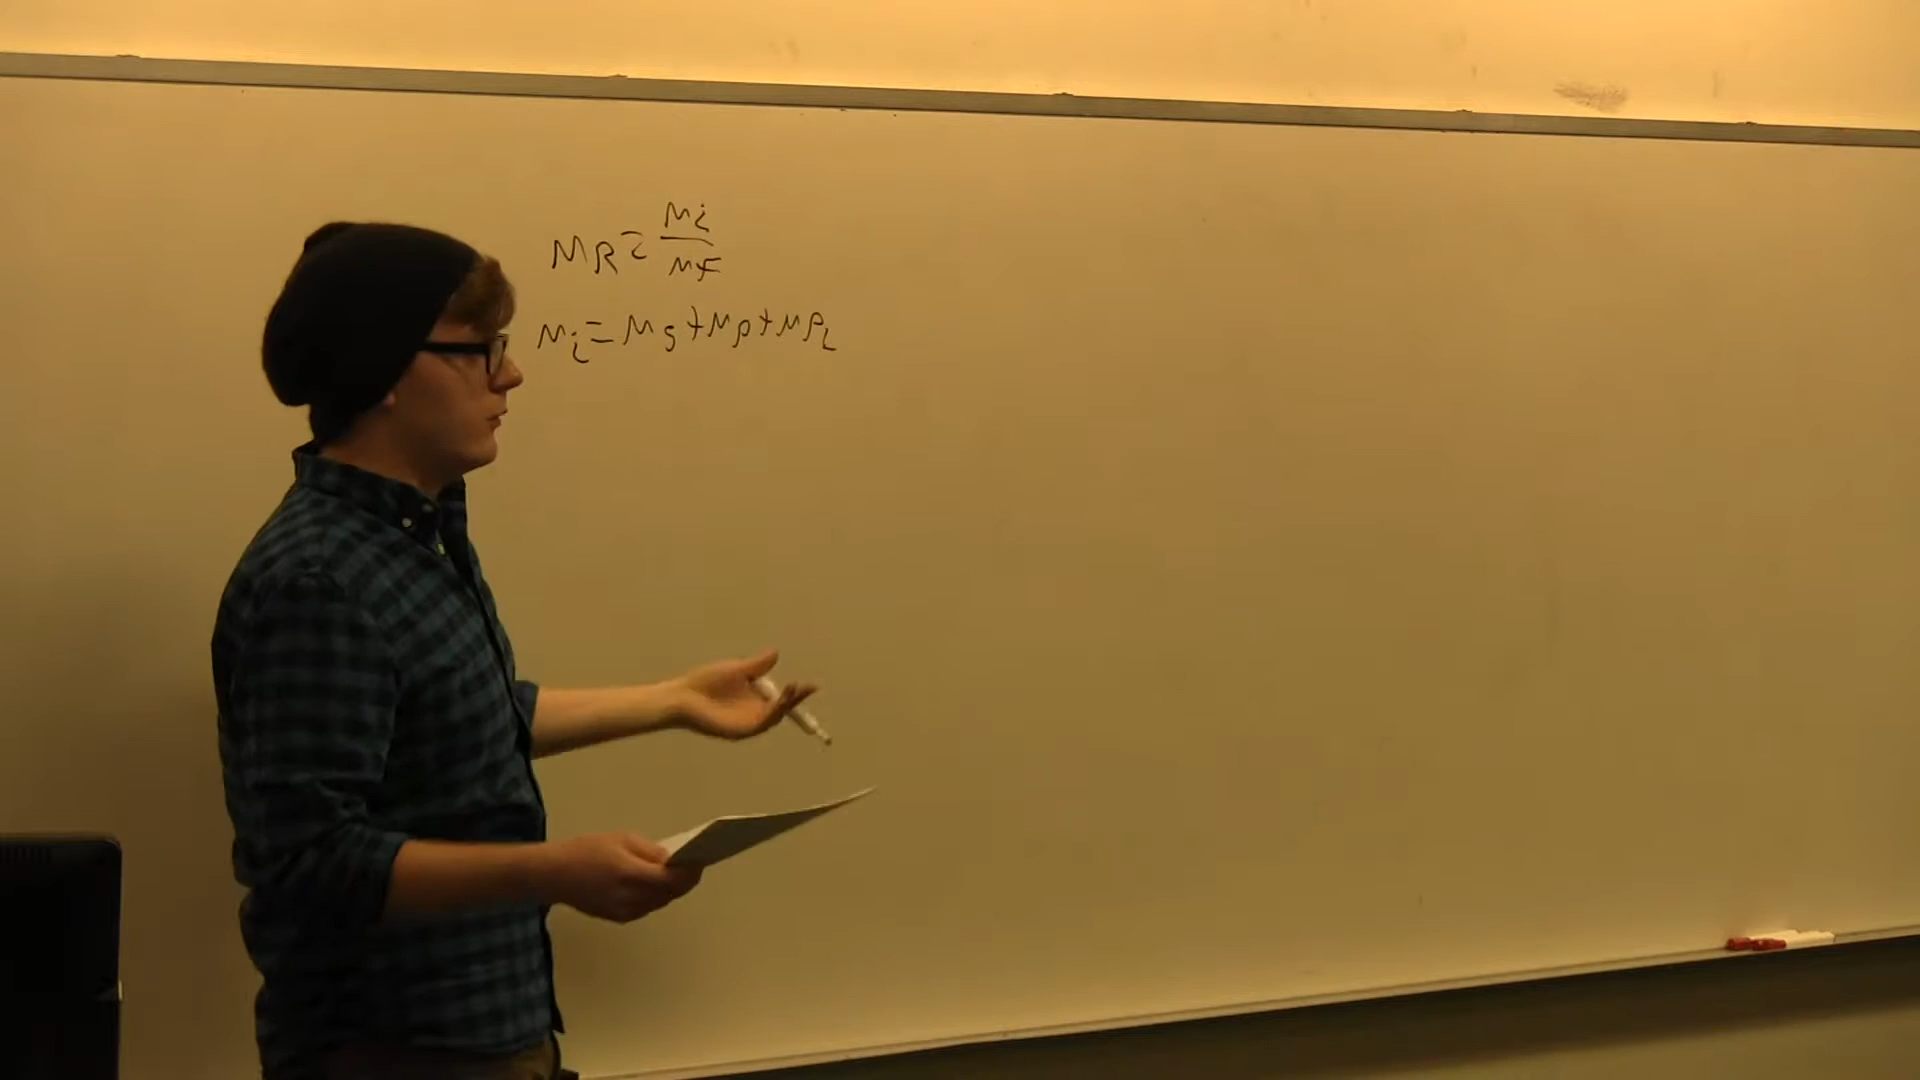 MR = Mi/MF
Mi = Ms + Mp + MPL